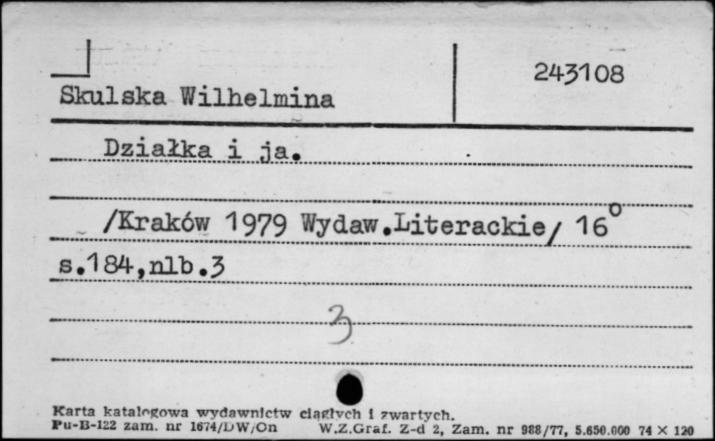 243108
Skulska Wilhelmina
Działka i ja.
/Kraków 1979 Wydaw.Literackie/ 16°
s.184,nlb.3
3
Karta katalogowa wydawnictw ciągłych i zwartych.
Pu-B-122 zam. nr 1674/DW/On W.Z.Graf. Z-d 2, Zam. nr 988/77, 5.650.000 74 × 120